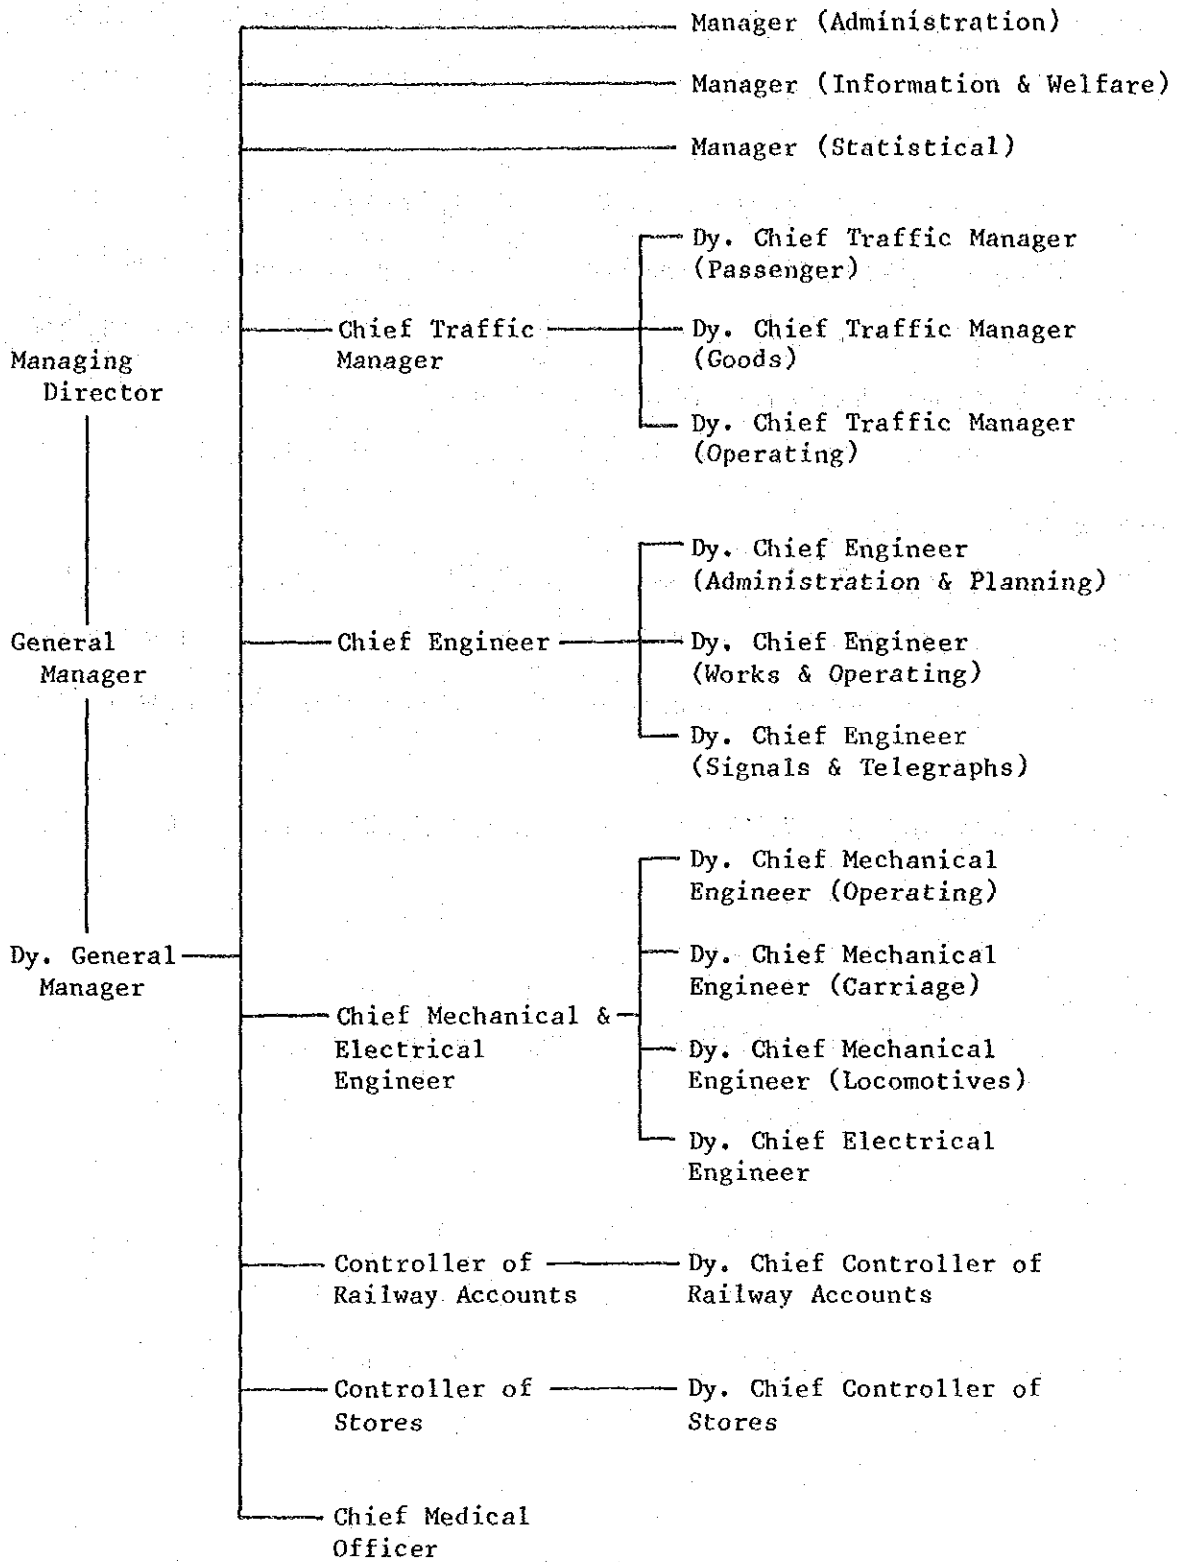 Manager (Administration)
Manager (Information & Welfare)
Manager (Statistical)
Dy. Chief Traffic Manager
(Passenger)
Chief Traffic
Manager
Dy. Chief Traffic Manager
(Goods)
Dy. Chief Traffic Manager
(Operating)
Managing
Director
Dy. Chief Engineer
(Administration & Planning)
General
Manager
Chief Engineer
Dy. Chief Engineer
(Works & Operating)
Dy. Chief Engineer
(Signals & Telegraphs)
Dy. Chief Mechanical
Engineer (Operating)
Dy. General
Manager
Dy. Chief Mechanical
Engineer (Carriage)
Chief Mechanical &
Electrical
Engineer
Dy. Chief Mechanical
Engineer (Locomotives)
Dy. Chief Electrical
Engineer
Controller of
Railway Accounts
Dy. Chief Controller of
Railway Accounts
Controller of
Stores
Dy. Chief Controller of
Stores
Chief Medical
Officer